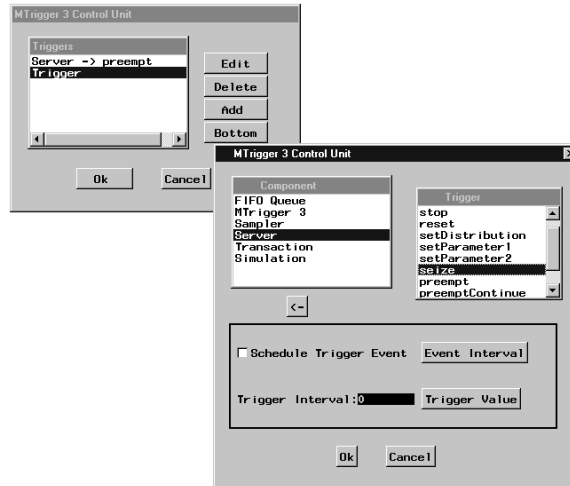 MTrigger 3 Control Unit
Triggers
Server -> preempt
Trigger
Edit
Delete
Add
Bottom
Ok
Cancel
MTrigger 3 Control Unit
Component
FIFO Queue
MTrigger 3
Sampler
Server
Transaction
Simulation
<-
Trigger
stop
reset
setDistribution
setParameter1
setParameter2
seize
preempt
preemptContinue
Schedule Trigger Event
Event Interval
Trigger Interval:0
Trigger Value
Ok
Cancel